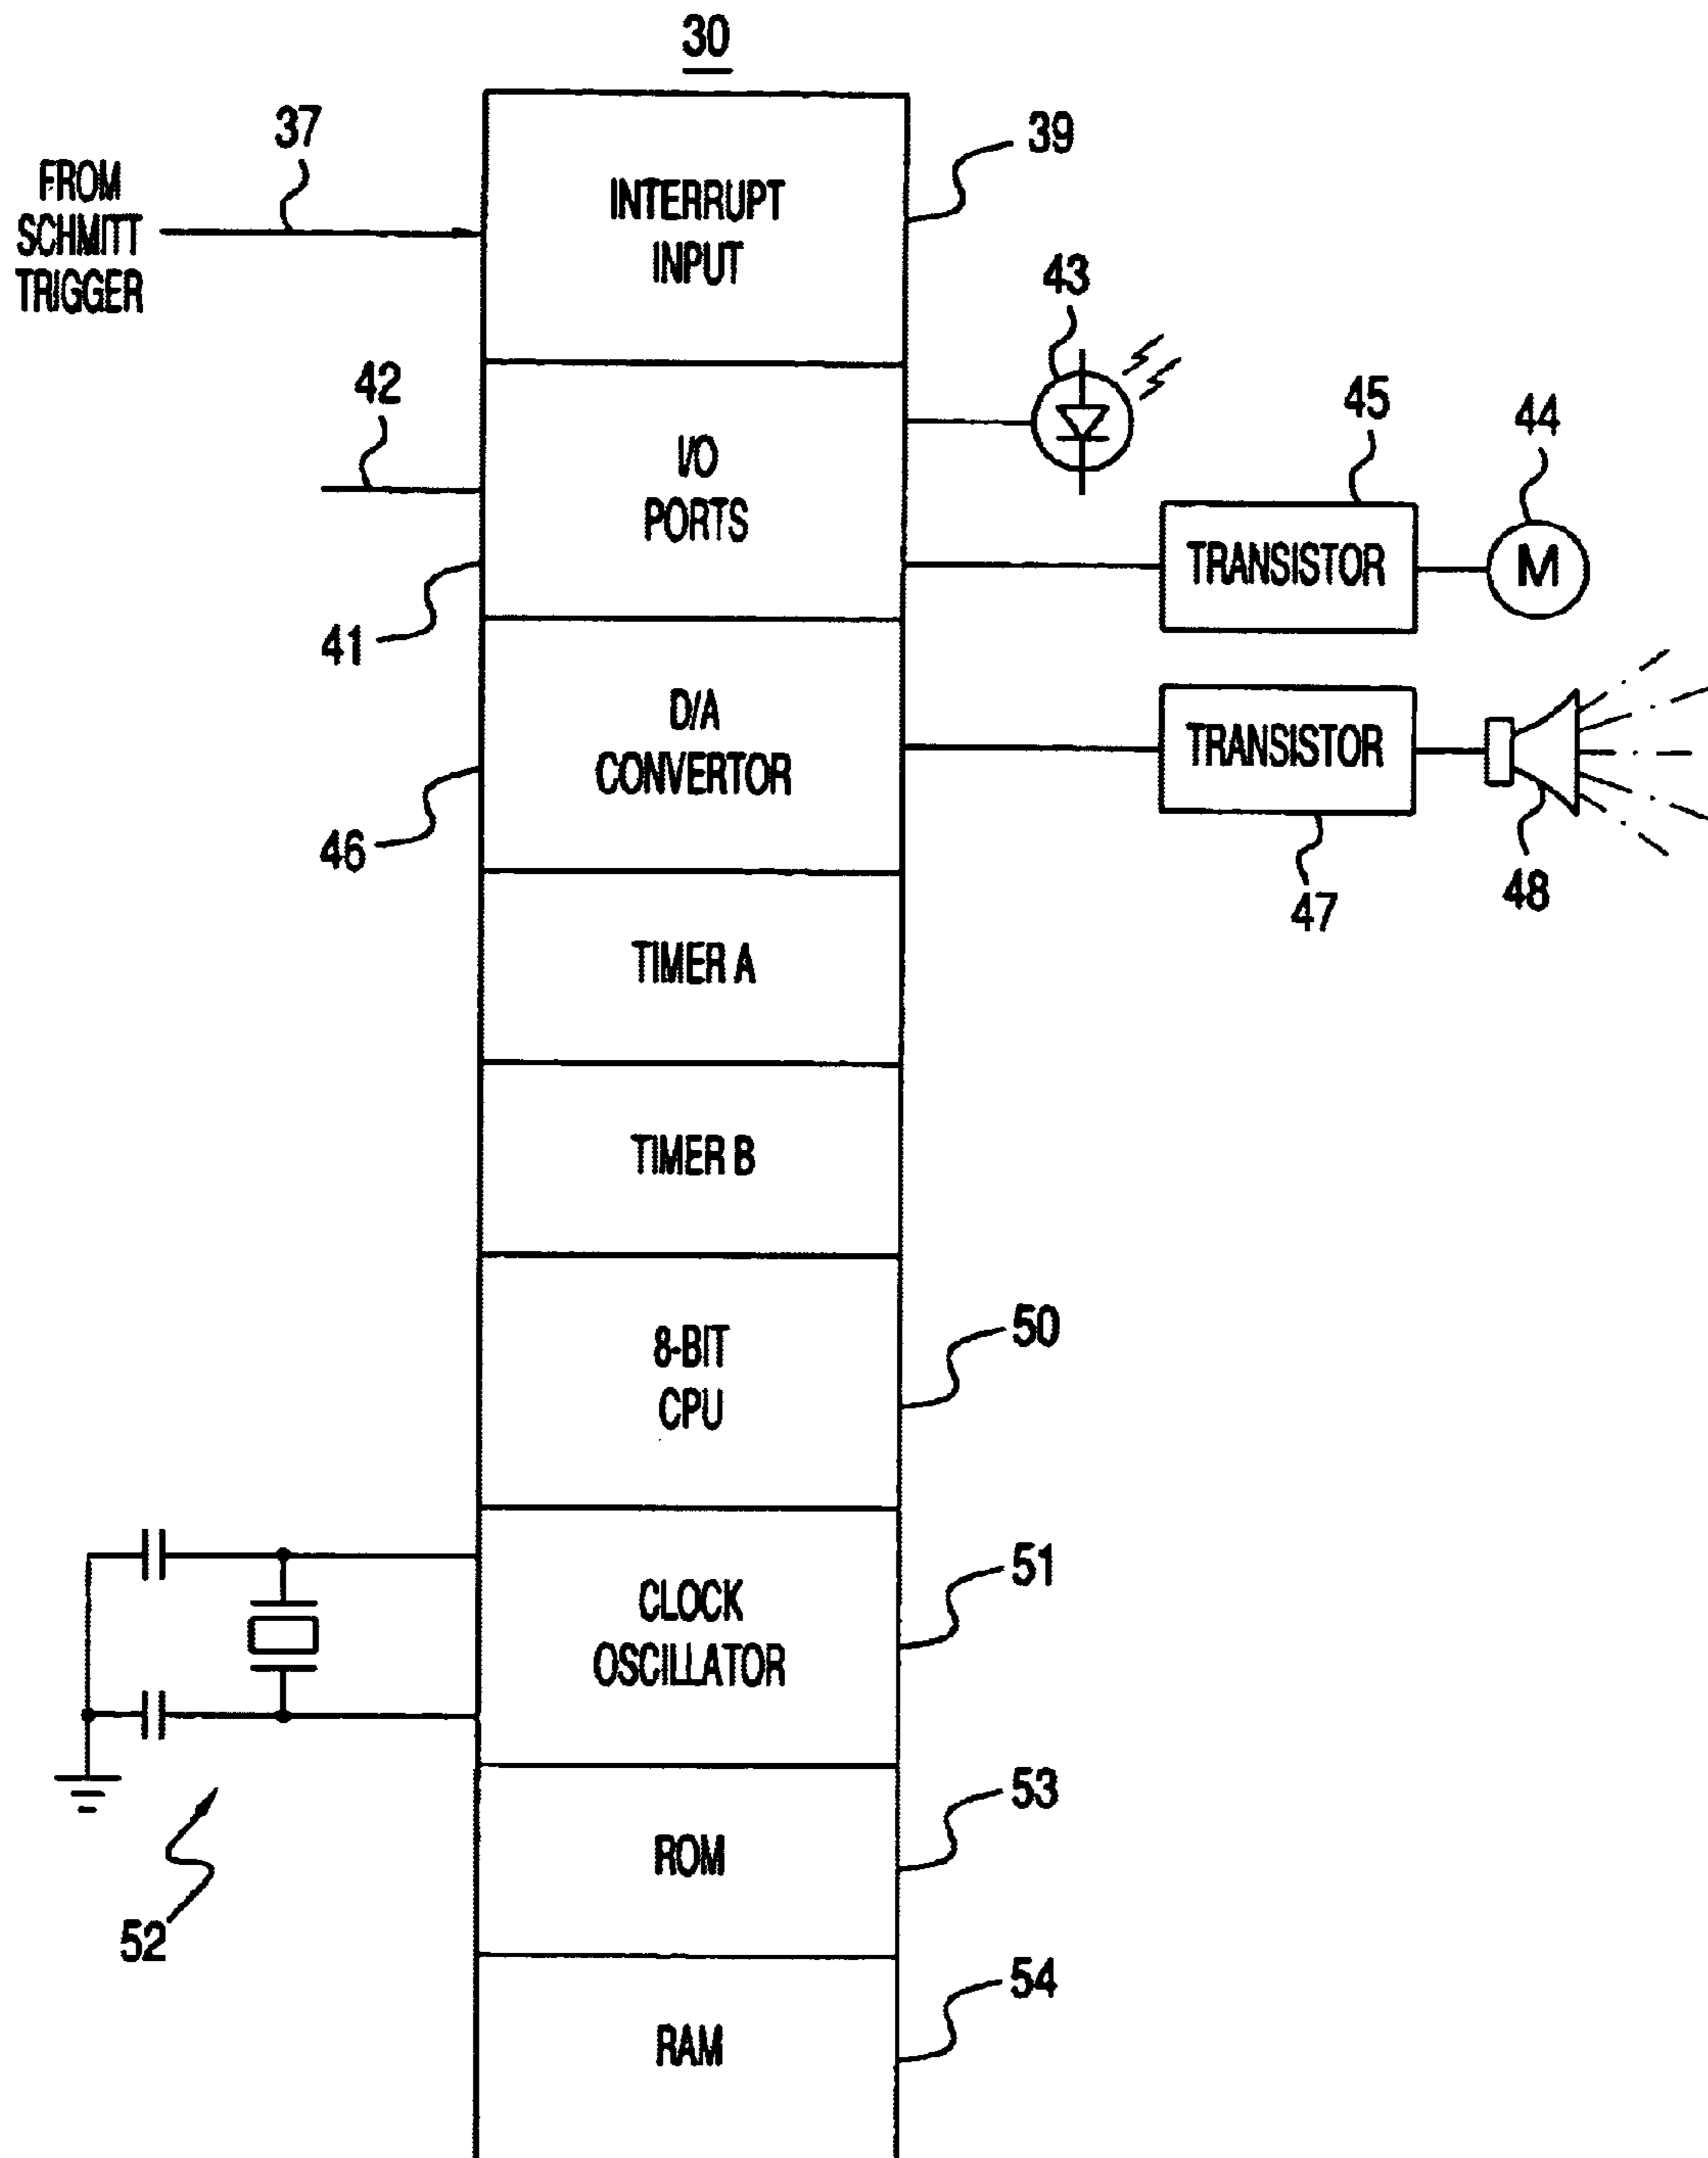 30
37
39
FROM
SCHMITT
TRIGGER
INTERRUPT
INPUT
43
42
45
44
I/O
PORTS
TRANSISTOR
M
41
D/A
CONVERTOR
TRANSISTOR
46
47
48
TIMER A
TIMER B
50
8-BIT
CPU
51
CLOCK
OSCILLATOR
53
ROM
52
54
RAM